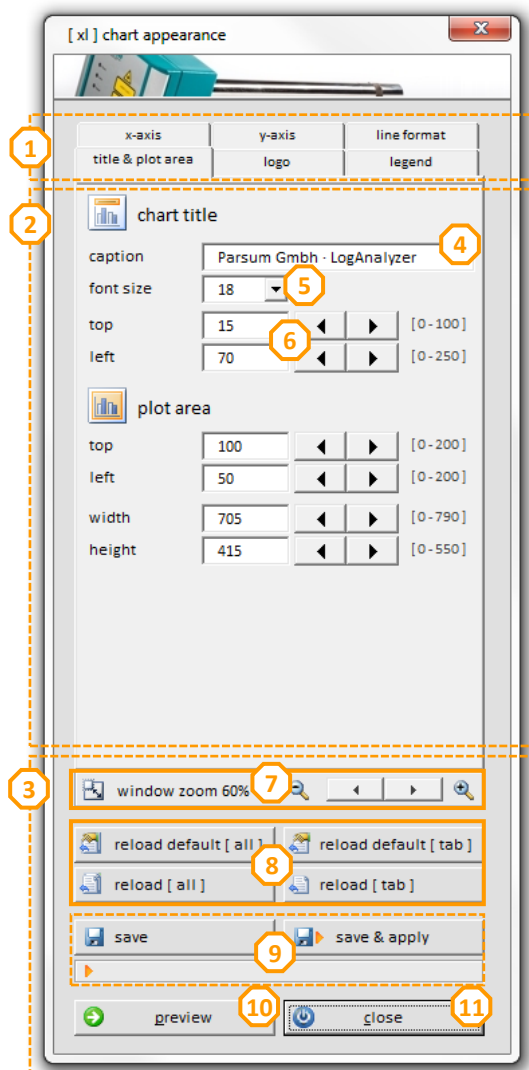 [ xl ] chart appearance
x-axis y-axis line format
1
title & plot area logo legend
2
chart title
caption Parsum Gmbh · LogAnalyzer 4
font size 18 5
top 15 [0-100]
6
left 70 [0-250]
plot area
top 100 [0-200]
left 50 [0-200]
width 705 [0-790]
height 415 [0-550]
3 window zoom 60% 7
reload default [ all ] reload default [ tab ]
8
reload [ all ] reload [ tab ]
save save & apply
9
preview 10 close 11